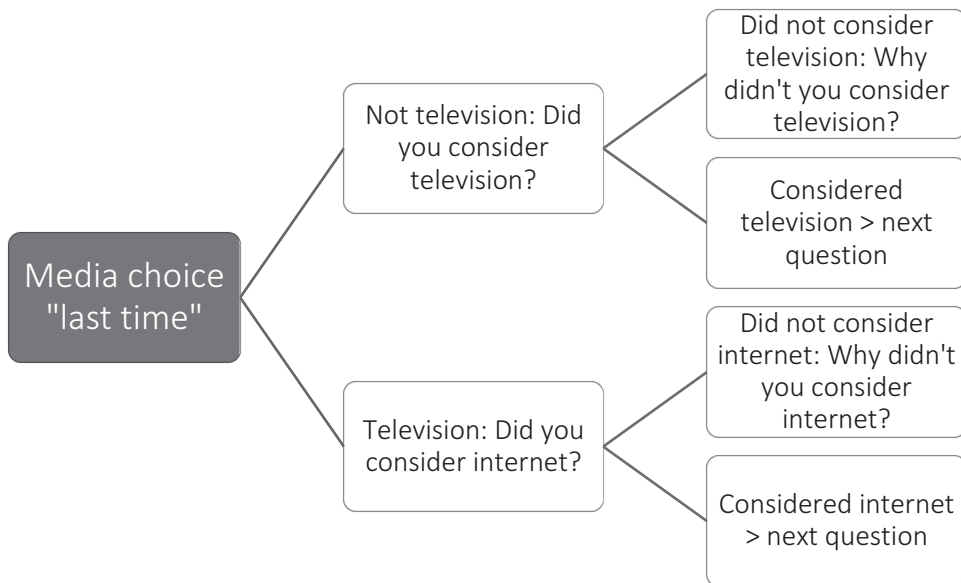 Media choice
"last time"
Not television: Did
you consider
television?
Did not consider
television: Why
didn't you consider
television?
Considered
television > next
question
Television: Did you
consider internet?
Did not consider
internet: Why didn't
you consider
internet?
Considered internet
> next question